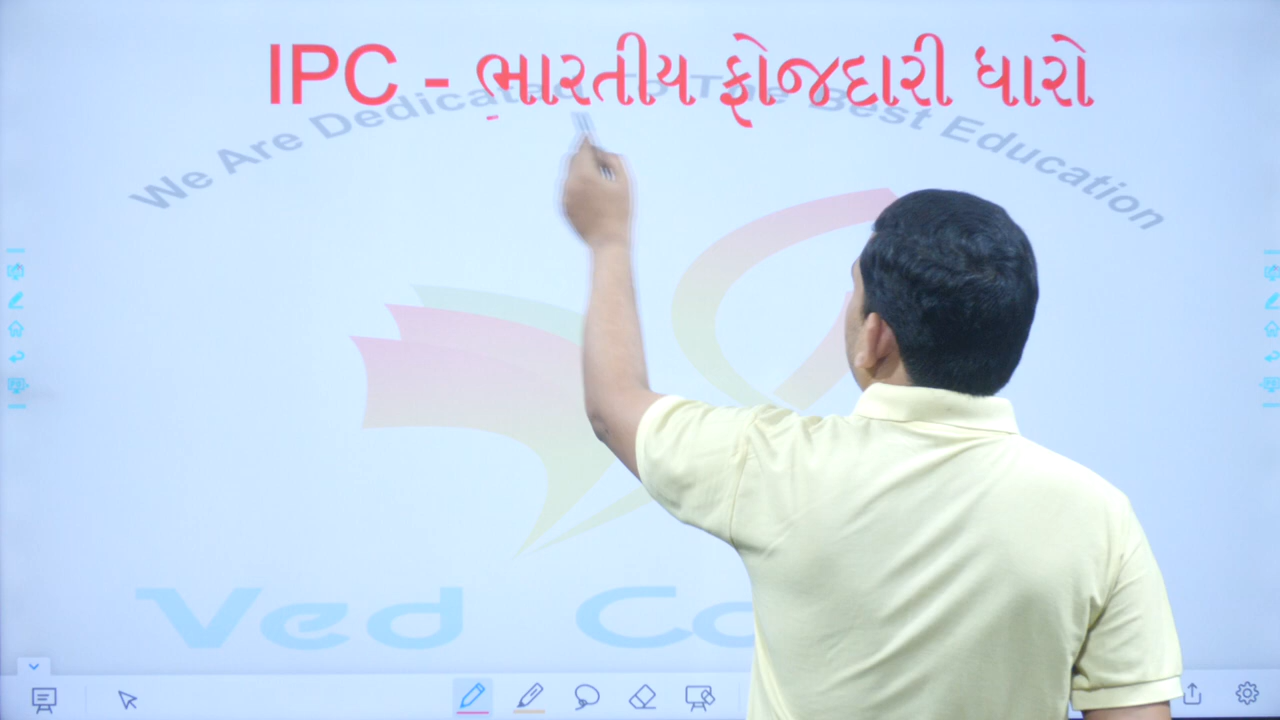 IPC - ભારતીય ફોજદારી ધારો
We Are Dedicated To The Best Education
Ved